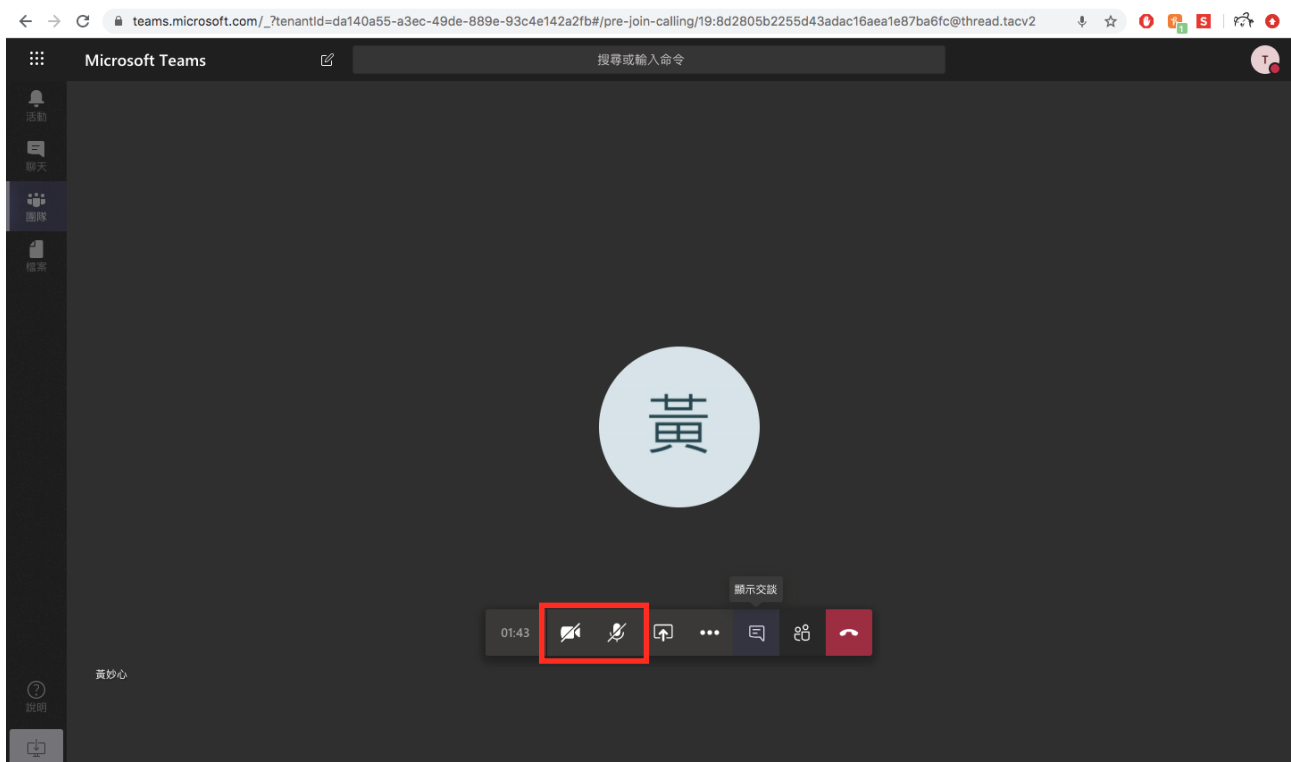 teams.microsoft.com/_?tenantId=da140a55-a3ec-49de-889e-93c4e142a2fb#/pre-join-calling/19:8d2805b2255d43adac16aea1e87ba6fc@thread.tacv2
1
S
Microsoft Teams
搜尋或輸入命令
T
活動
聊天
團隊
檔案
黃
顯示交談
01:43
黃妙心
說明